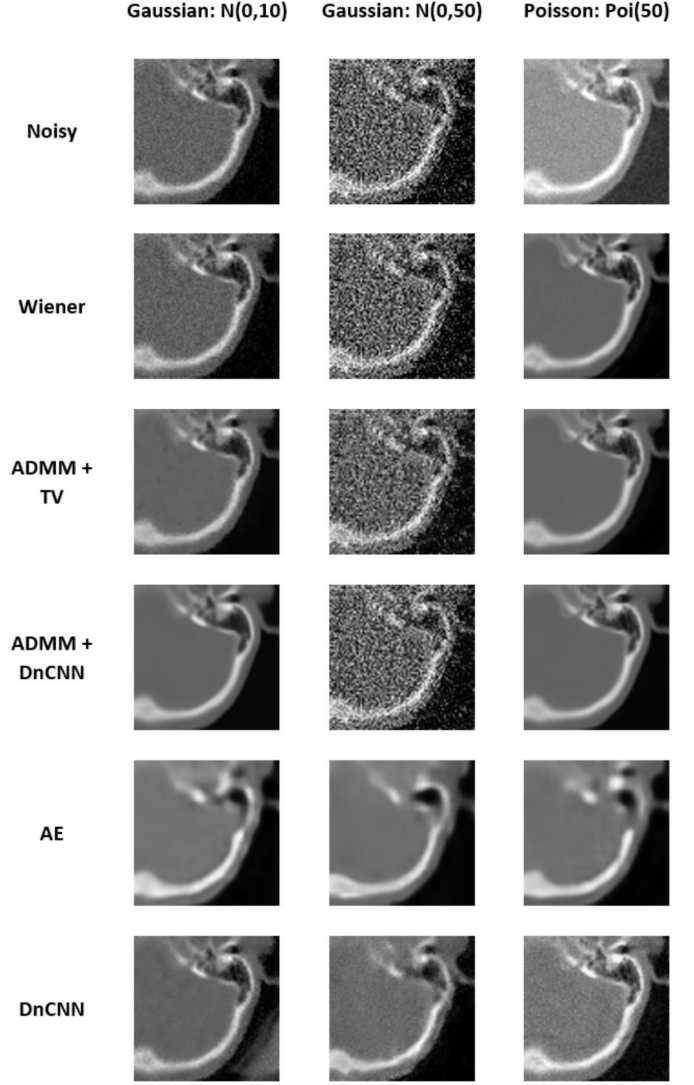 Gaussian: N(0,10) Gaussian: N(0,50) Poisson: Poi(50)
Noisy
Wiener
ADMM +
TV
ADMM +
DnCNN
AE
DnCNN